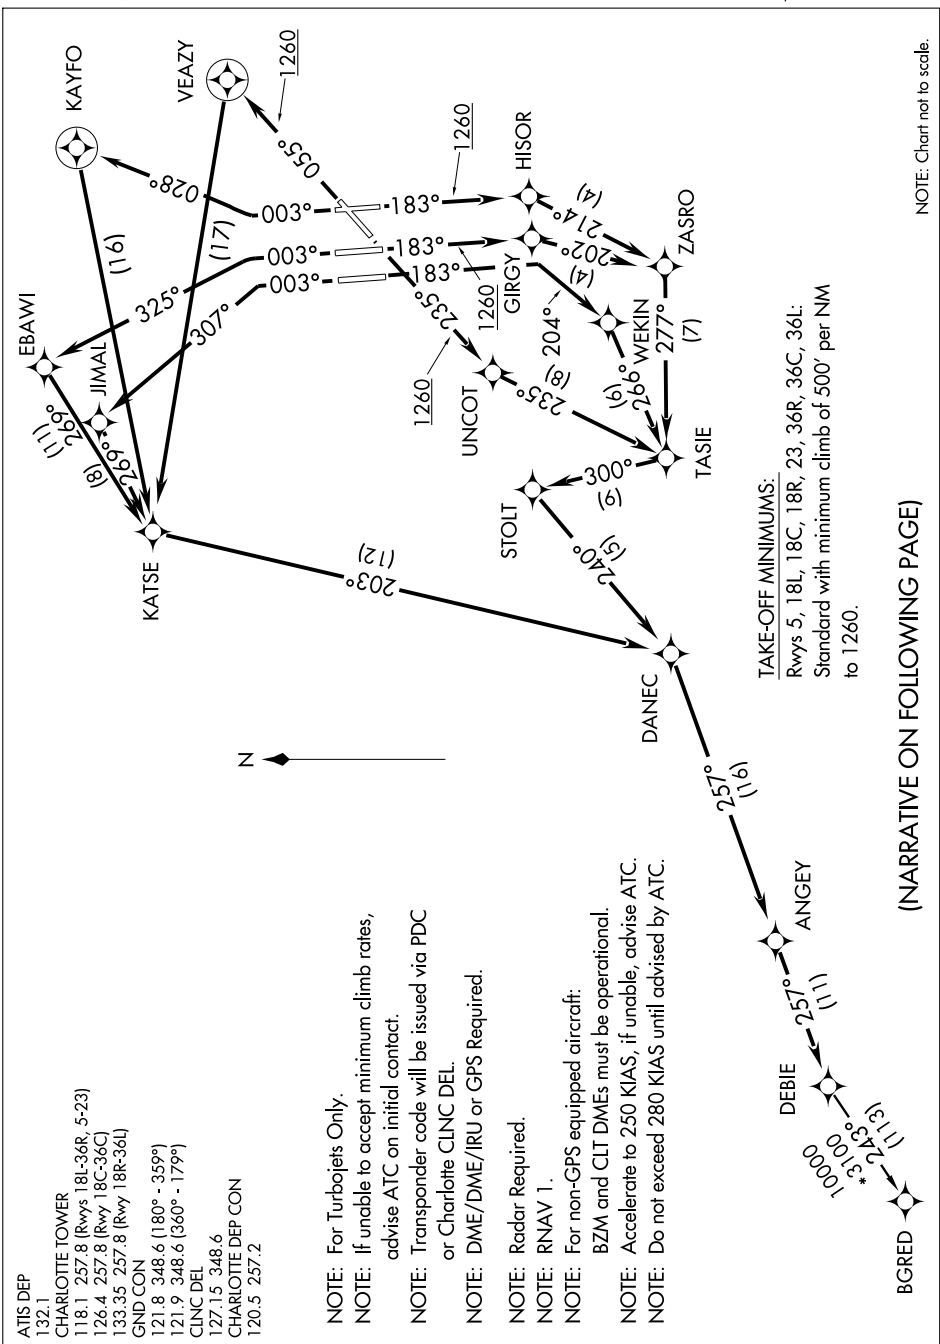 ATIS DEP
132.1
CHARLOTTE TOWER
118.1 257.8 (Rwys 18L-36R, 5-23)
126.4 257.8 (Rwy 18C-36C)
133.35 257.8 (Rwy 18R-36L)
GND CON
121.8 348.6 (180° - 359°)
121.9 348.6 (360° - 179°)
CLNC DEL
127.15 348.6
CHARLOTTE DEP CON
120.5 257.2
NOTE: For Turbojets Only.
NOTE: If unable to accept minimum climb rates,
advise ATC on initial contact.
NOTE: Transponder code will be issued via PDC
or Charlotte CLNC DEL.
NOTE: DME/DME/IRU or GPS Required.
NOTE: Radar Required.
NOTE: RNAV 1.
NOTE: For non-GPS equipped aircraft:
BZM and CLT DMEs must be operational.
NOTE: Accelerate to 250 KIAS, if unable, advise ATC.
NOTE: Do not exceed 280 KIAS until advised by ATC.
N
KAYFO
VEAZY
EBAWI
JIMAL
KATSE
(16)
(17)
028°
055°
1260
325°
307°
269°
(11)
269°
(8)
003°
003°
003°
183°
183°
183°
1260
1260
1260
235°
HISOR
GIRGY
214°
(4)
202°
(4)
204°
ZASRO
WEKIN
277°
(7)
266°
(6)
UNCOT
235°
(8)
TASIE
300°
(9)
STOLT
240°
(5)
203°
(12)
DANEC
257°
(16)
ANGEY
257°
(11)
DEBIE
10000
*3100
243°
(113)
BGRED
TAKE-OFF MINIMUMS:
Rwys 5, 18L, 18C, 18R, 23, 36R, 36C, 36L:
Standard with minimum climb of 500' per NM
to 1260.
(NARRATIVE ON FOLLOWING PAGE)
NOTE: Chart not to scale.